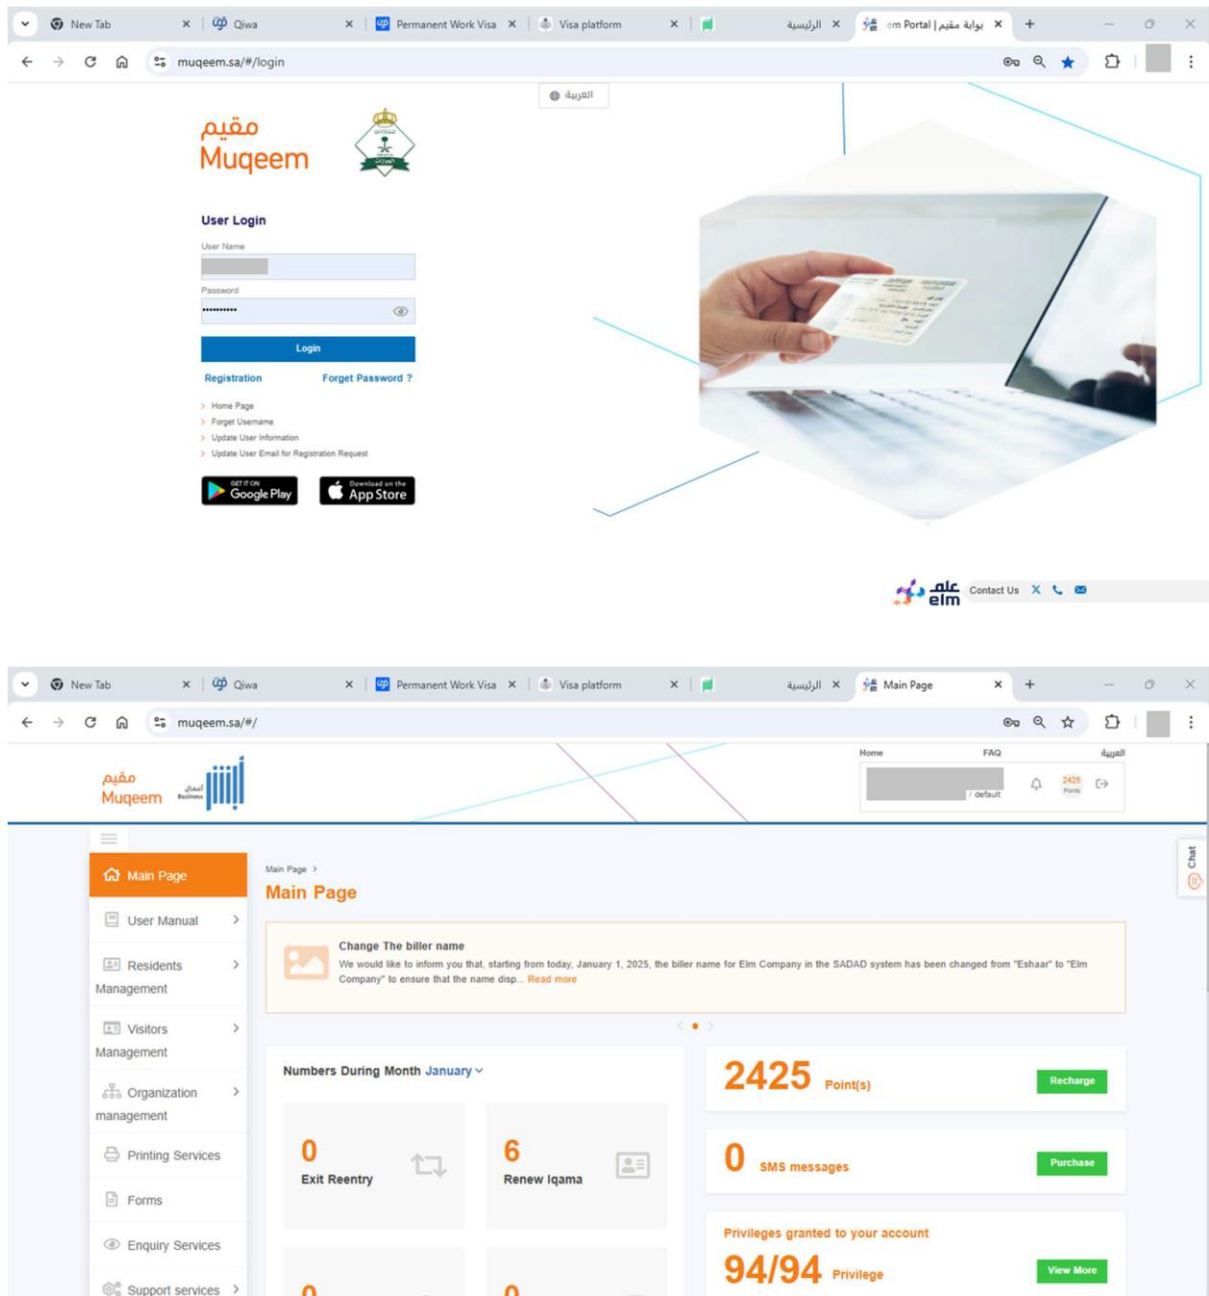 New Tab
Qiwa
Permanent Work Visa
Visa platform
الرئيسية
em Portal | بوابة مقيم
muqeem.sa/#/login
العربية
مقيم
Muqeem
User Login
User Name
Password
••••••••••
Login
Registration
Forget Password ?
Home Page
Forget Username
Update User Information
Update User Email for Registration Request
GET IT ON
Google Play
Download on the
App Store
علم
elm
Contact Us
New Tab
Qiwa
Permanent Work Visa
Visa platform
الرئيسية
Main Page
muqeem.sa/#/
Home
FAQ
العربية
مقيم
Muqeem
أعمال
Business
أبشر
/ default
2425
Points
Chat
Main Page
User Manual
Residents
Management
Visitors
Management
Organization
management
Printing Services
Forms
Enquiry Services
Support services
Main Page >
Main Page
Change The biller name
We would like to inform you that, starting from today, January 1, 2025, the biller name for Elm Company in the SADAD system has been changed from "Eshaar" to "Elm
Company" to ensure that the name disp... Read more
Numbers During Month January
0
Exit Reentry
6
Renew Iqama
0
0
2425 Point(s)
Recharge
0 SMS messages
Purchase
Privileges granted to your account
94/94 Privilege
View More